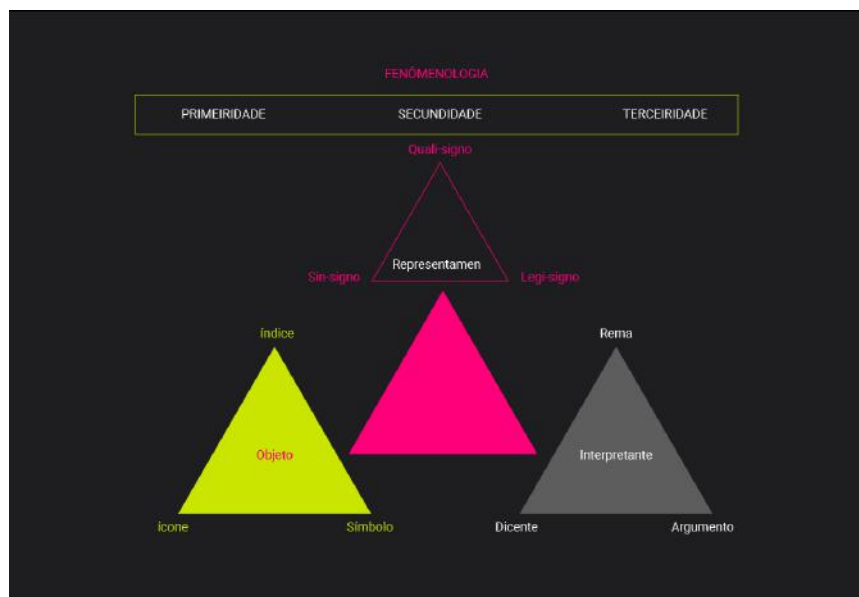 FENÔMENOLOGIA
PRIMEIRIDADE SECUNDIDADE TERCEIRIDADE
Quali-signo
Representamen
Sin-signo Legi-signo
índice Rema
Objeto Interpretante
ícone Símbolo Dicente Argumento